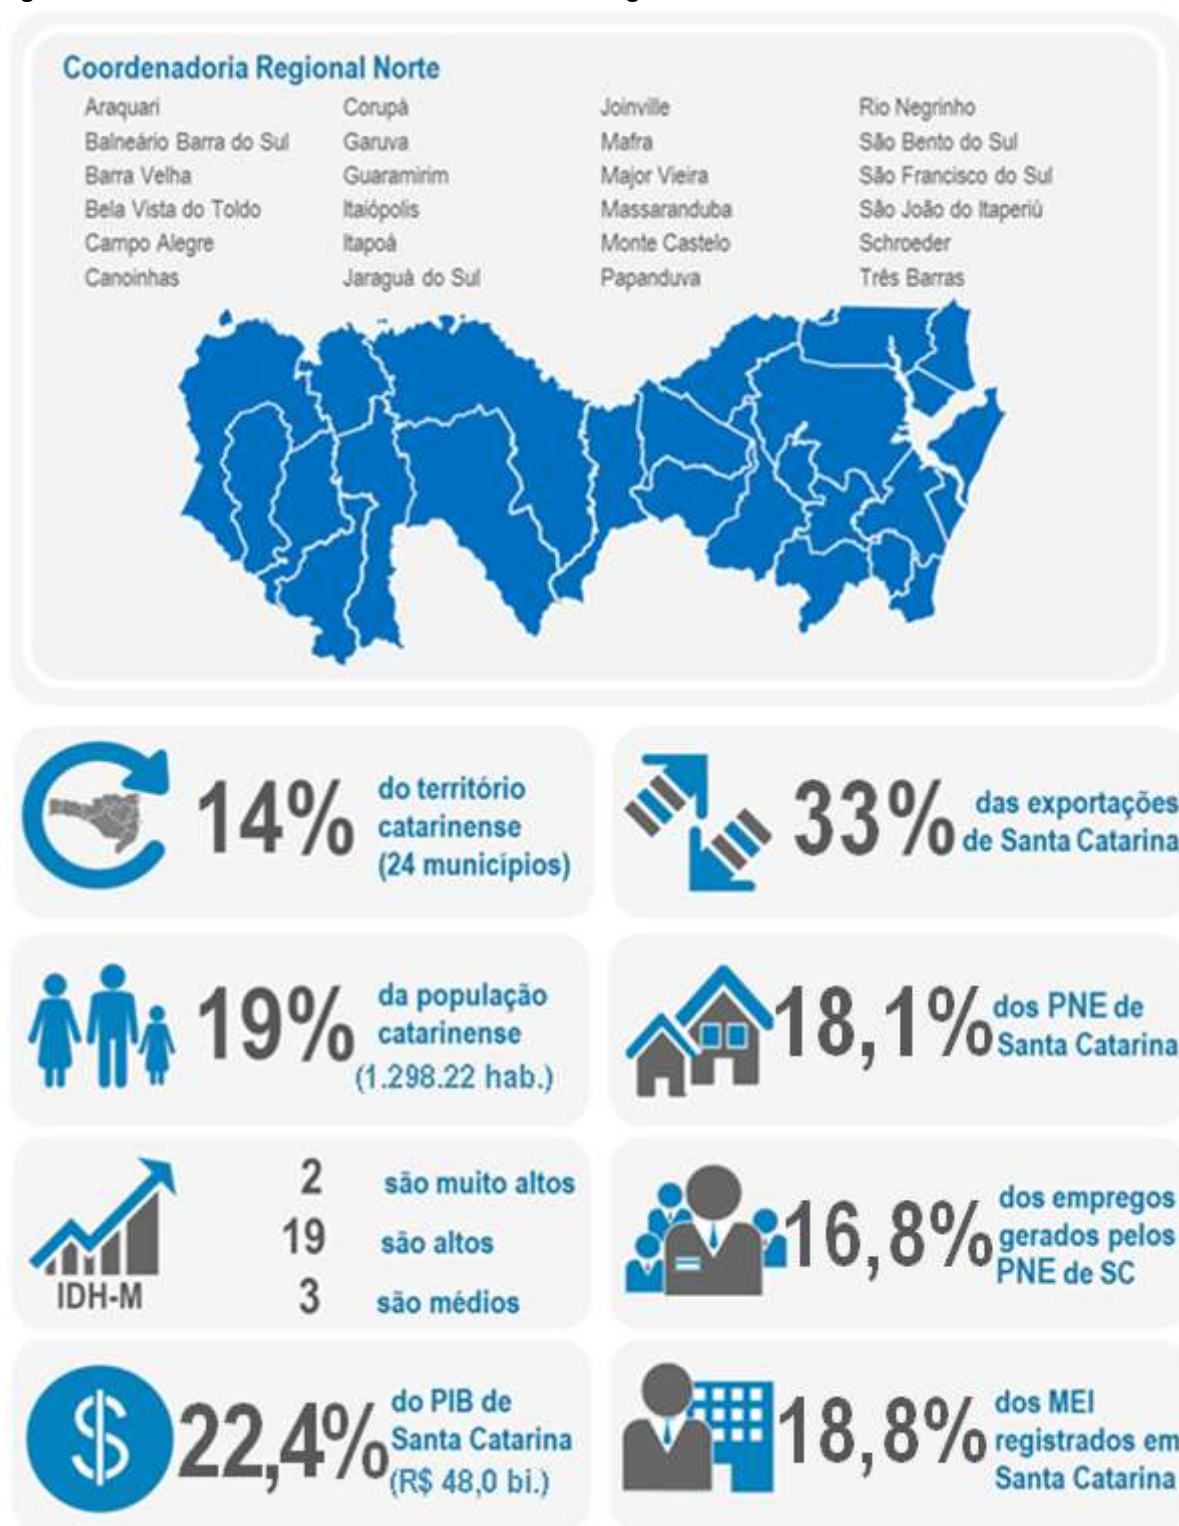 Coordenadoria Regional Norte
Araquari
Balneário Barra do Sul
Barra Velha
Bela Vista do Toldo
Campo Alegre
Canoinhas
Corupà
Garuva
Guaramirim
Itaiópolis
Itapoà
Jaraguà do Sul
Joinville
Mafra
Major Vieira
Massaranduba
Monte Castelo
Papanduva
Rio Negrinho
São Bento do Sul
São Francisco do Sul
São João do Itaperiù
Schroeder
Três Barras
14%
do território
catarinense
(24 municípios)
33%
das exportações
de Santa Catarina
19%
da população
catarinense
(1.298.22 hab.)
18,1%
dos PNE de
Santa Catarina
IDH-M
2 são muito altos
19 são altos
3 são médios
16,8%
dos empregos
gerados pelos
PNE de SC
$
22,4%
do PIB de
Santa Catarina
(R$ 48,0 bi.)
18,8%
dos MEI
registrados em
Santa Catarina